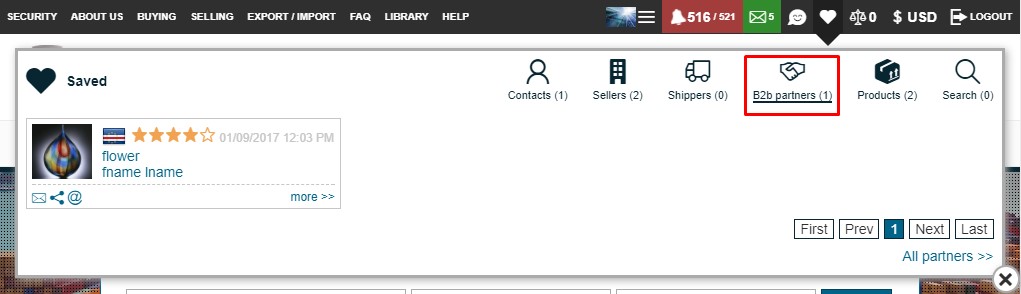 SECURITY ABOUT US BUYING SELLING EXPORT / IMPORT FAQ LIBRARY HELP 516 / 521 5 0 $ USD LOGOUT
Saved
Contacts (1) Sellers (2) Shippers (0) B2b partners (1) Products (2) Search (0)
01/09/2017 12:03 PM
flower
fname lname
@ more >>
First Prev 1 Next Last
All partners >>